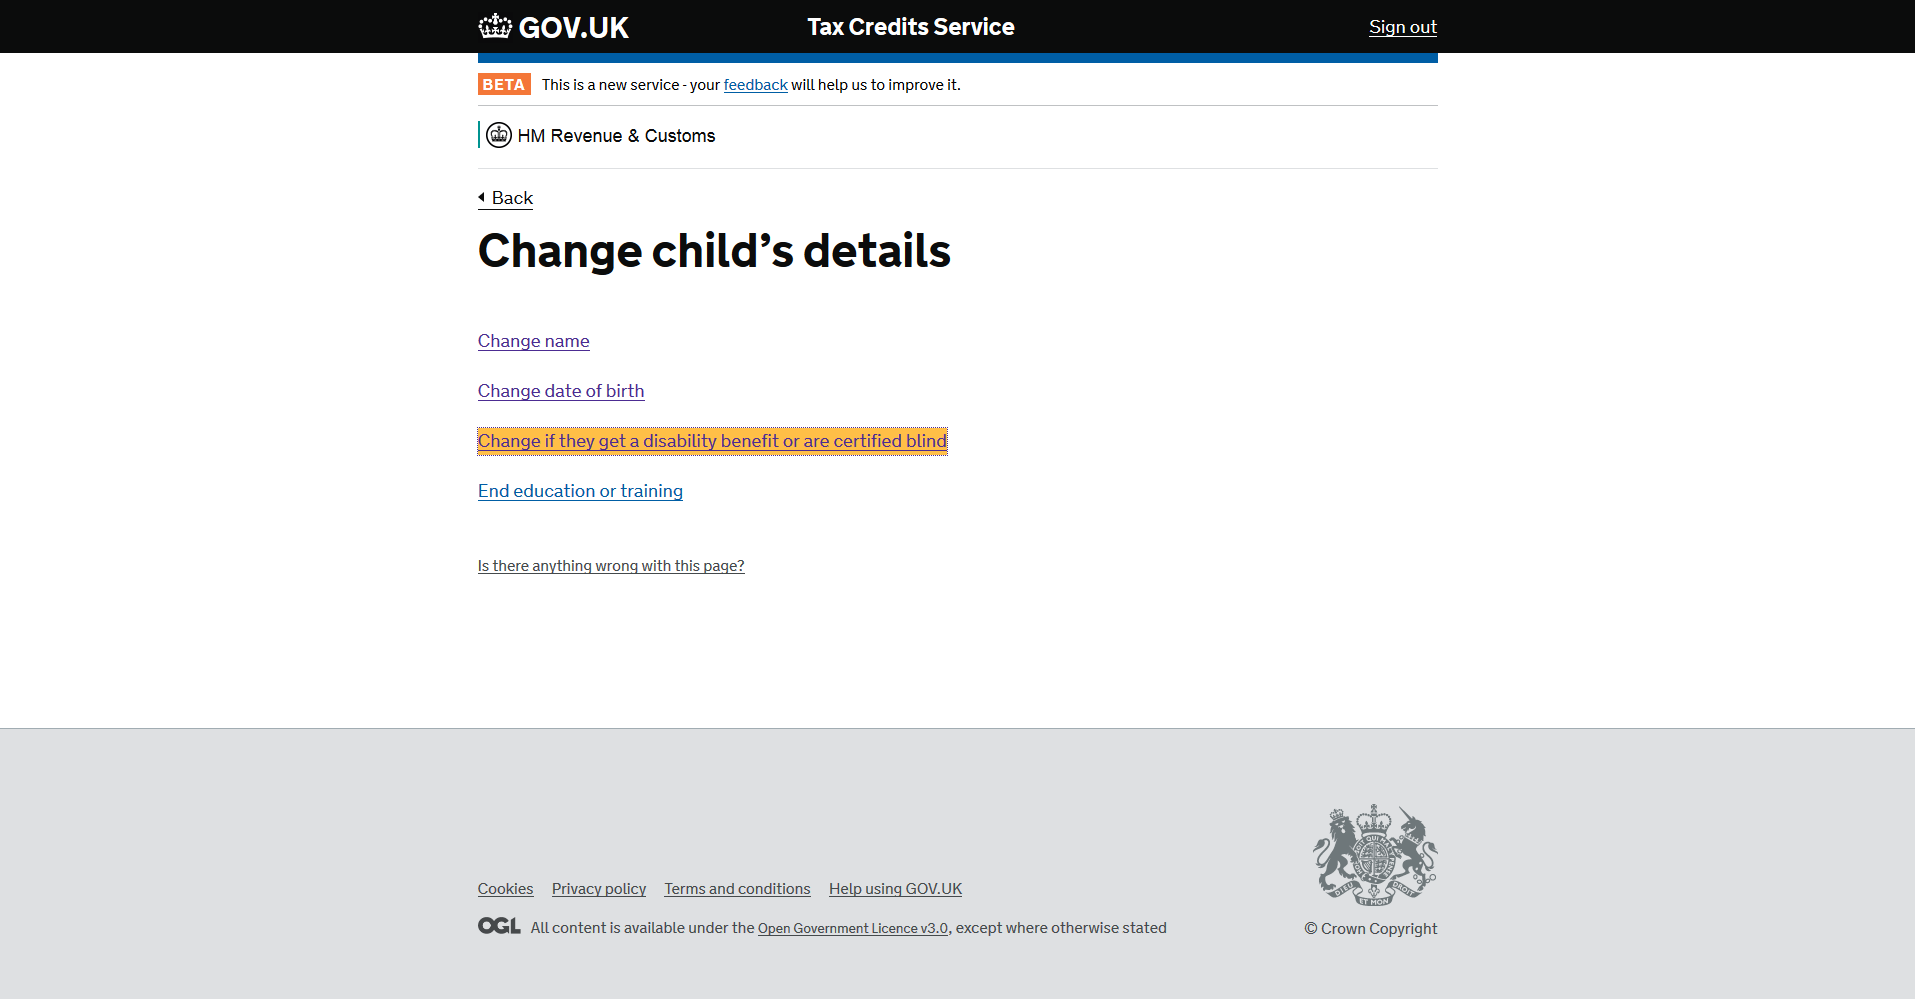 GOV.UK Tax Credits Service Sign out
BETA This is a new service - your feedback will help us to improve it.
HM Revenue & Customs
Back
Change child’s details
Change name
Change date of birth
Change if they get a disability benefit or are certified blind
End education or training
Is there anything wrong with this page?
Cookies Privacy policy Terms and conditions Help using GOV.UK
OGL All content is available under the Open Government Licence v3.0, except where otherwise stated
DIEU ET MON DROIT
© Crown Copyright